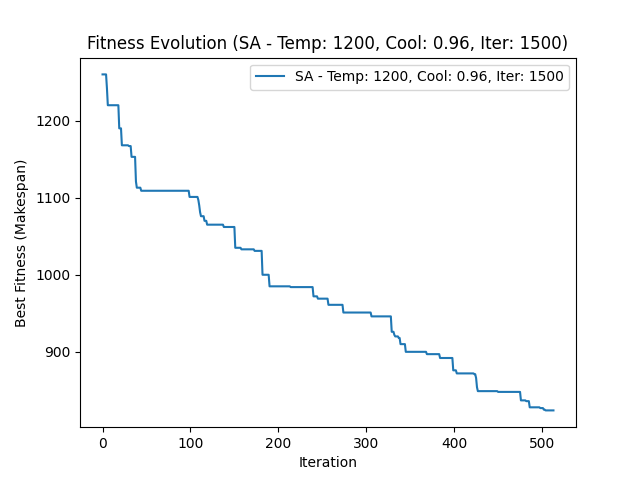 Fitness Evolution (SA - Temp: 1200, Cool: 0.96, Iter: 1500)
SA - Temp: 1200, Cool: 0.96, Iter: 1500
Best Fitness (Makespan)
1200
1100
1000
900
0 100 200 300 400 500
Iteration